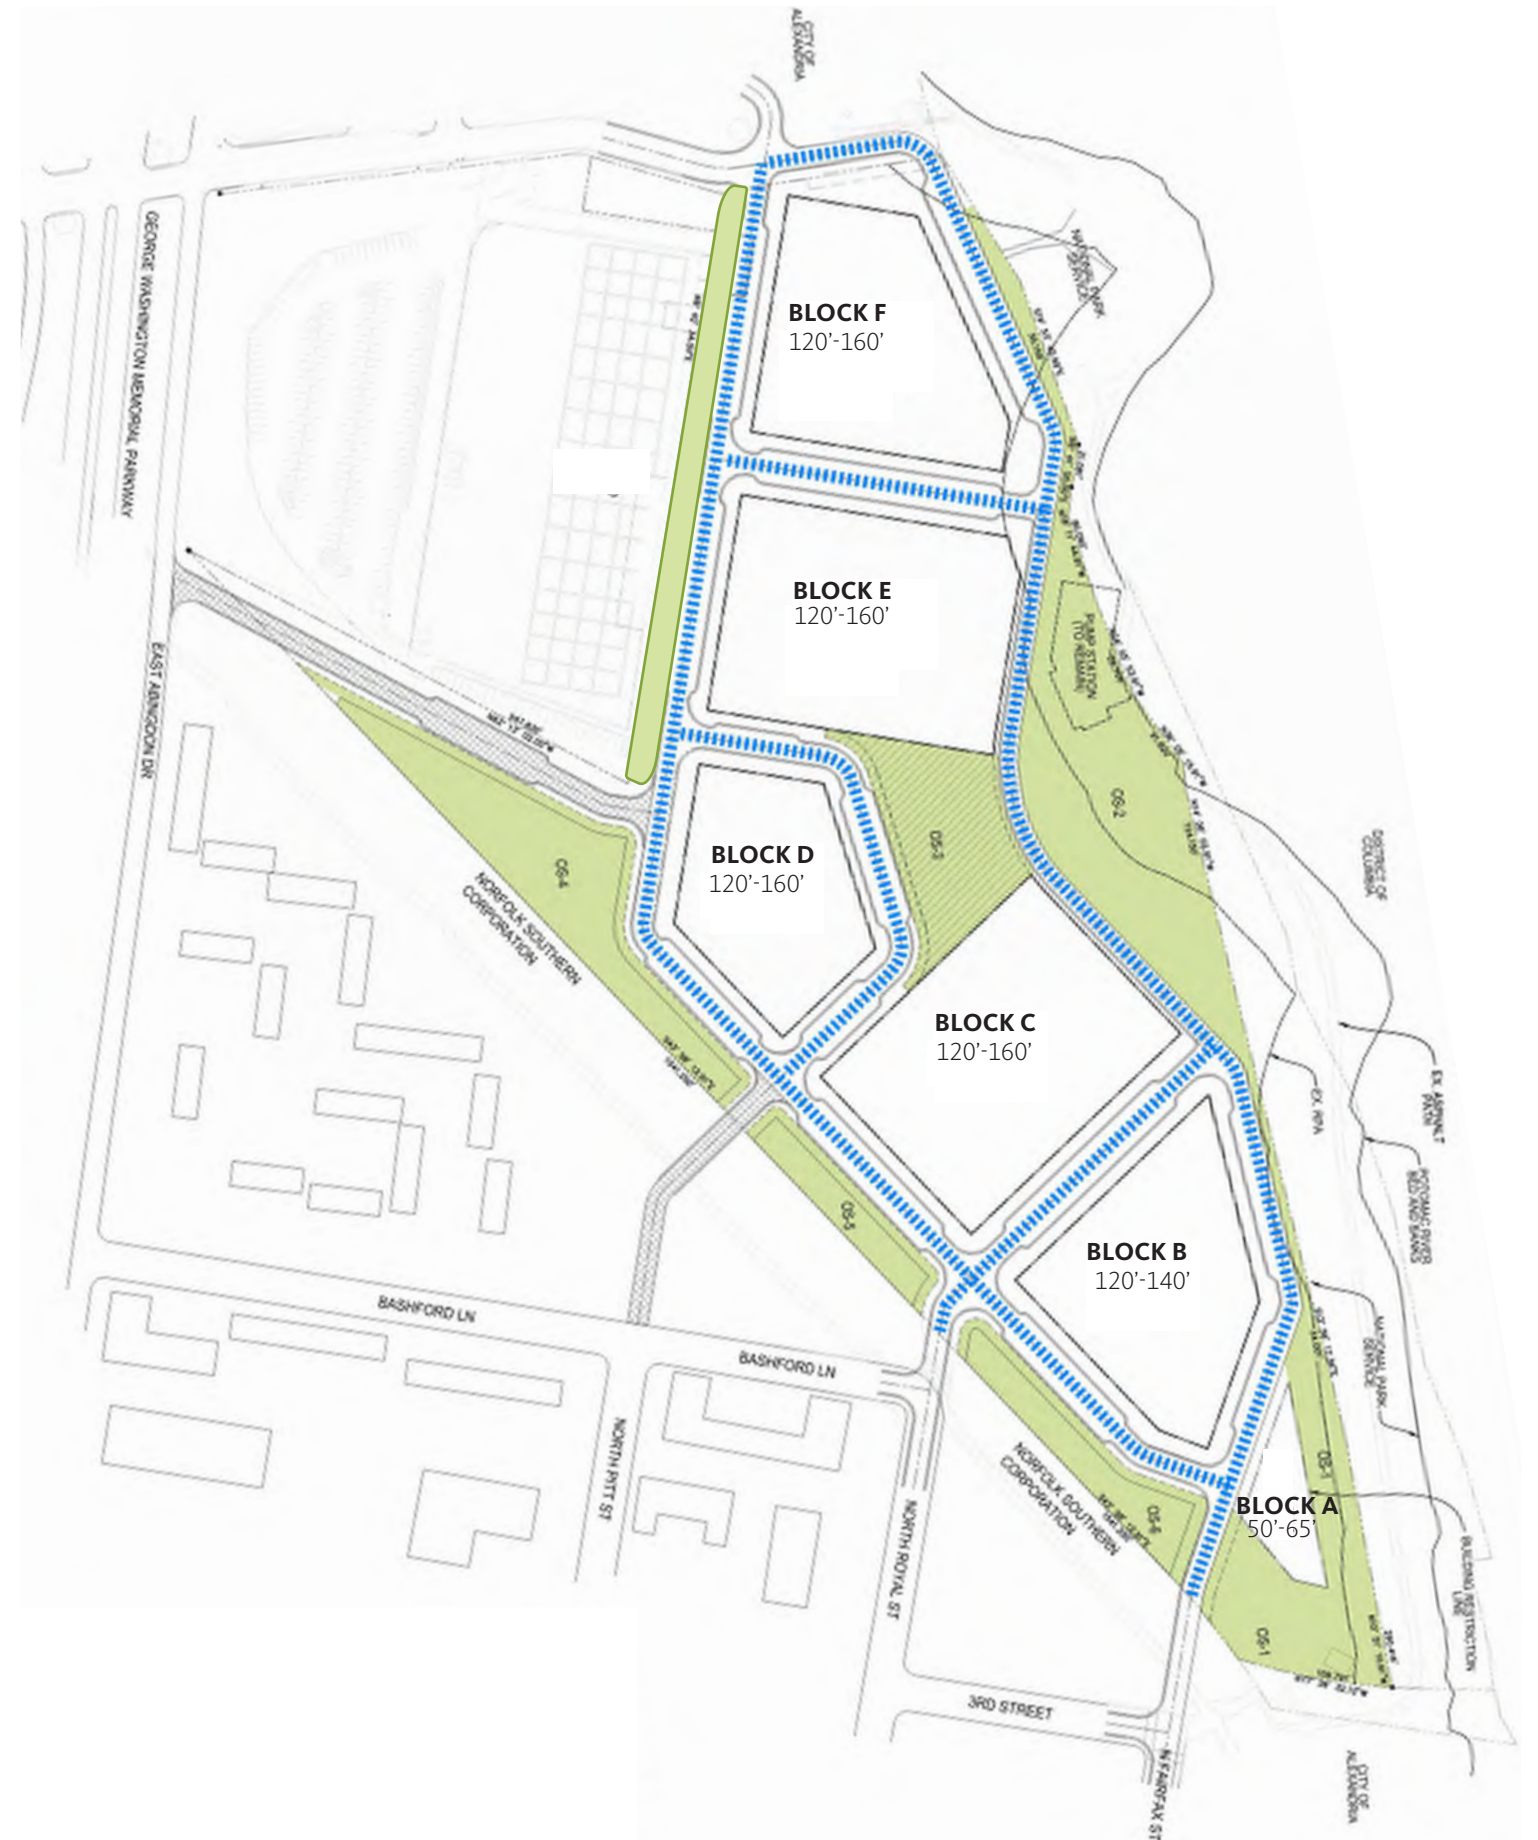 CITY OF
ALEXANDRIA
GEORGE WASHINGTON MEMORIAL PARKWAY
NATIONAL PARK
SERVICE
BLOCK F
120’-160’
BLOCK E
120’-160’
PUMP STATION
(TO REMAIN)
EAST ABINGDON DR
OS-2
OS-3
BLOCK D
120’-160’
OS-4
NORFOLK SOUTHERN
CORPORATION
DISTRICT OF
COLUMBIA
BLOCK C
120’-160’
EX. ASPHALT
PATH
EX. RPA
POTOMAC RIVER
BED AND BANKS
OS-5
BLOCK B
120’-140’
BASHFORD LN
BASHFORD LN
NATIONAL PARK
SERVICE
NORTH PITT ST
NORFOLK SOUTHERN
CORPORATION
OS-6
OS-1
BLOCK A
50’-65’
NORTH ROYAL ST
BUILDING RESTRICTION
LINE
OS-1
3RD STREET
N FAIRFAX ST
CITY OF
ALEXANDRIA